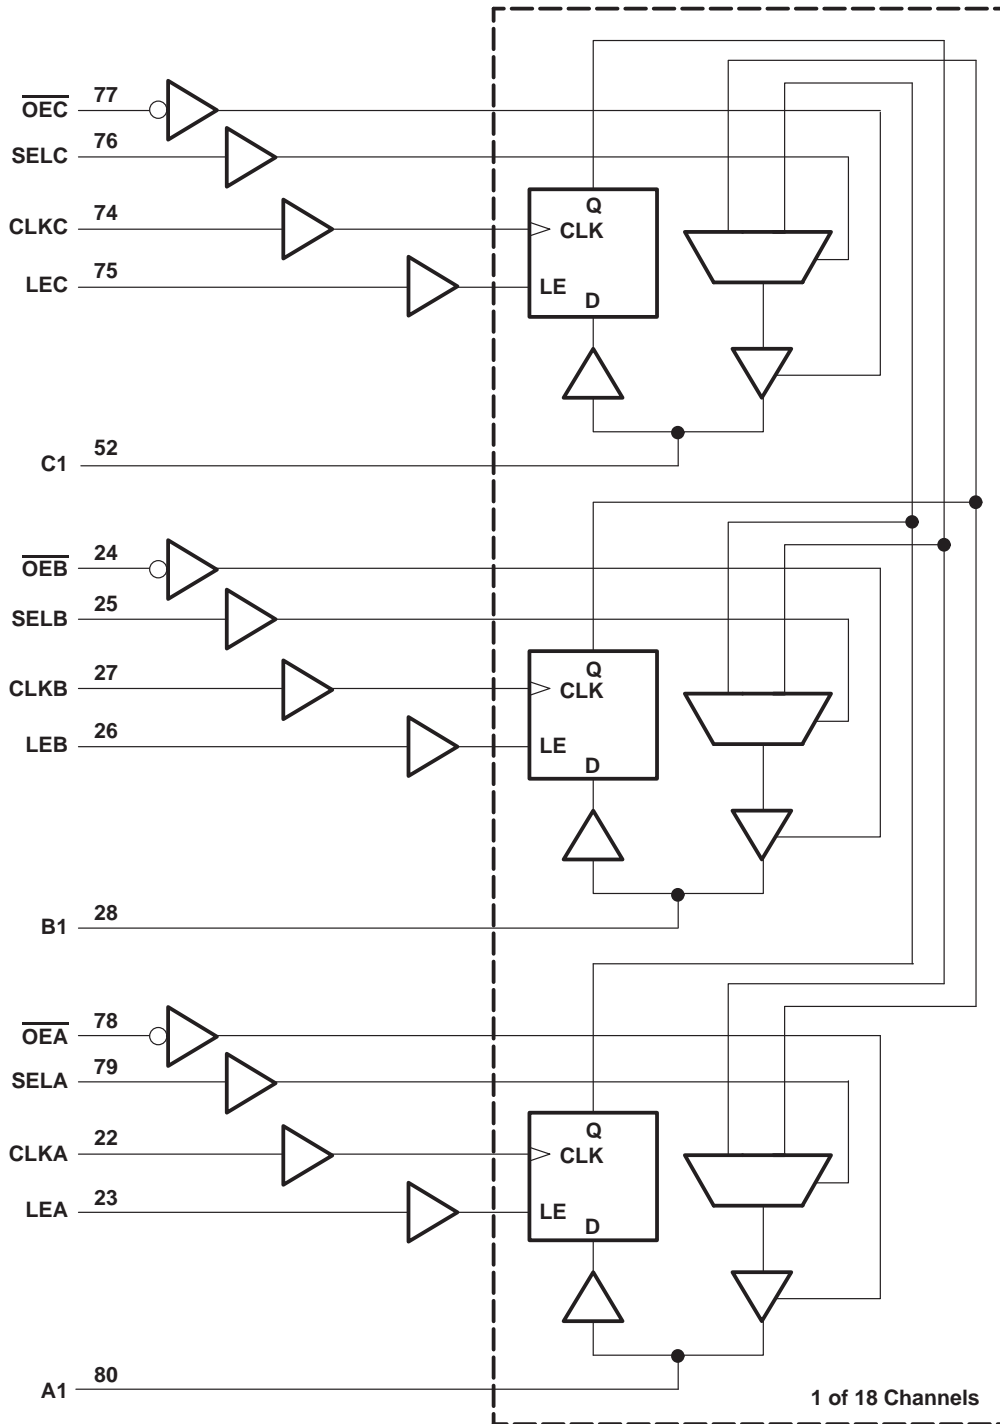 OEC 77
SELC 76
CLKC 74
LEC 75
Q
CLK
LE
D
C1 52
OEB 24
SELB 25
CLKB 27
LEB 26
Q
CLK
LE
D
B1 28
OEA 78
SELA 79
CLKA 22
LEA 23
Q
CLK
LE
D
A1 80
1 of 18 Channels